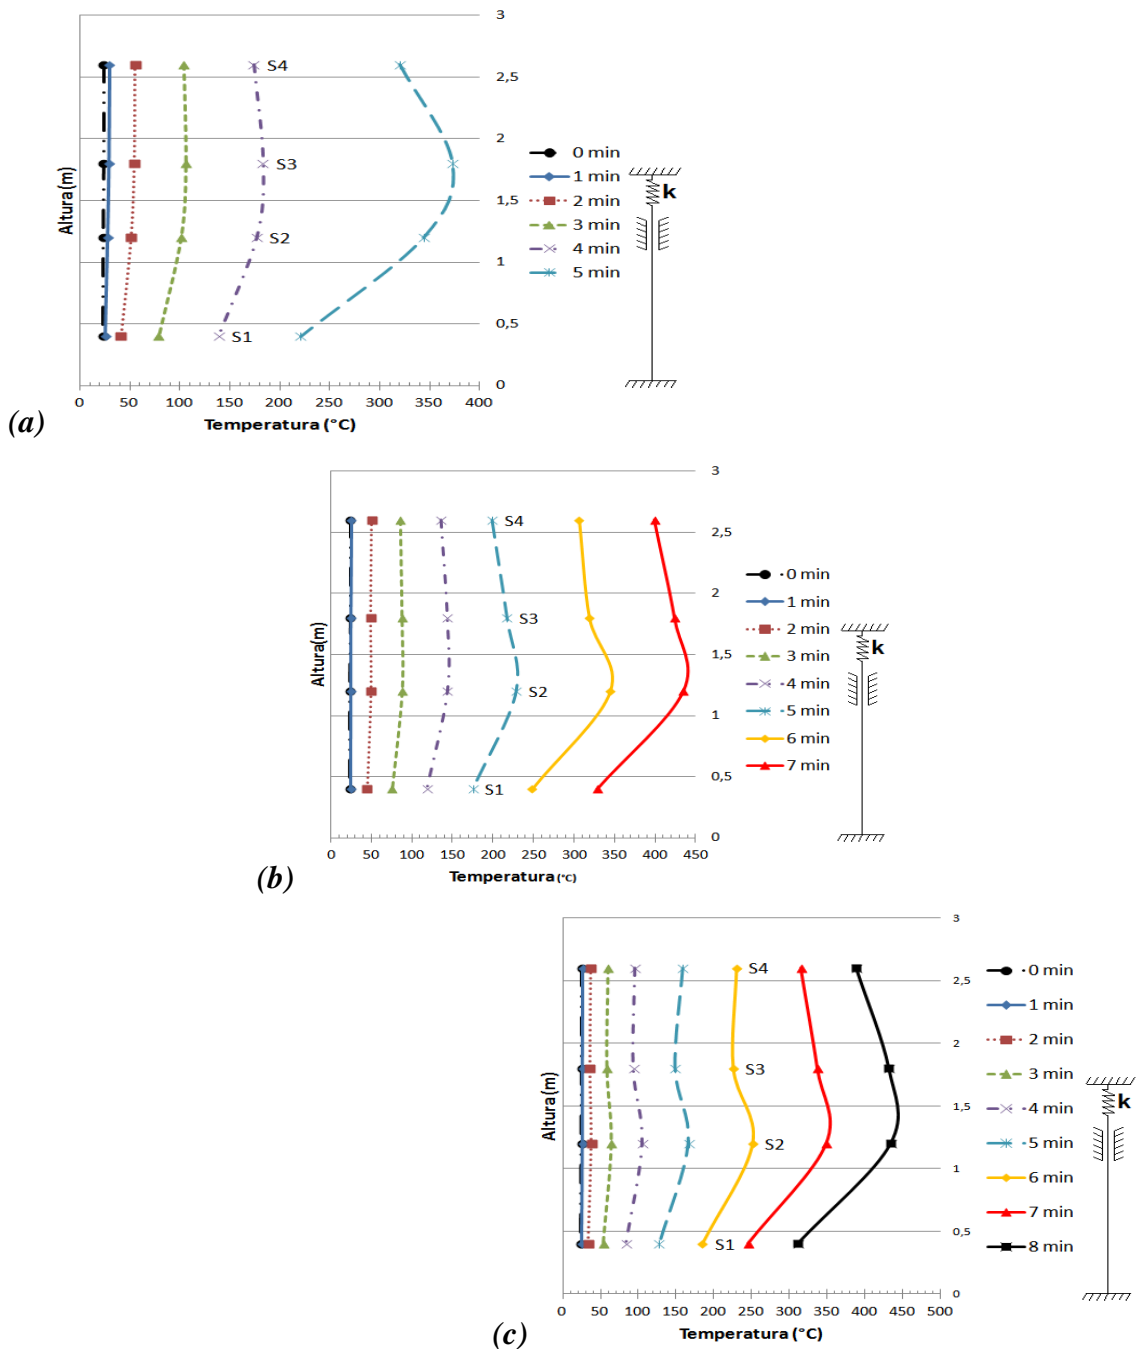 3
2,5
2
1,5
1
0,5
0
Altura(m)
S4
S3
S2
S1
0 min
1 min
2 min
3 min
4 min
5 min
k
0 50 100 150 200 250 300 350 400
Temperatura(°C)
(a)
3
2,5
2
1,5
1
0,5
0
Altura(m)
S4
S3
S2
S1
0 min
1 min
2 min
3 min
4 min
5 min
6 min
7 min
k
0 50 100 150 200 250 300 350 400 450
Temperatura(°C)
(b)
3
2,5
2
1,5
1
0,5
0
Altura(m)
S4
S3
S2
S1
0 min
1 min
2 min
3 min
4 min
5 min
6 min
7 min
8 min
k
0 50 100 150 200 250 300 350 400 450 500
Temperatura(°C)
(c)